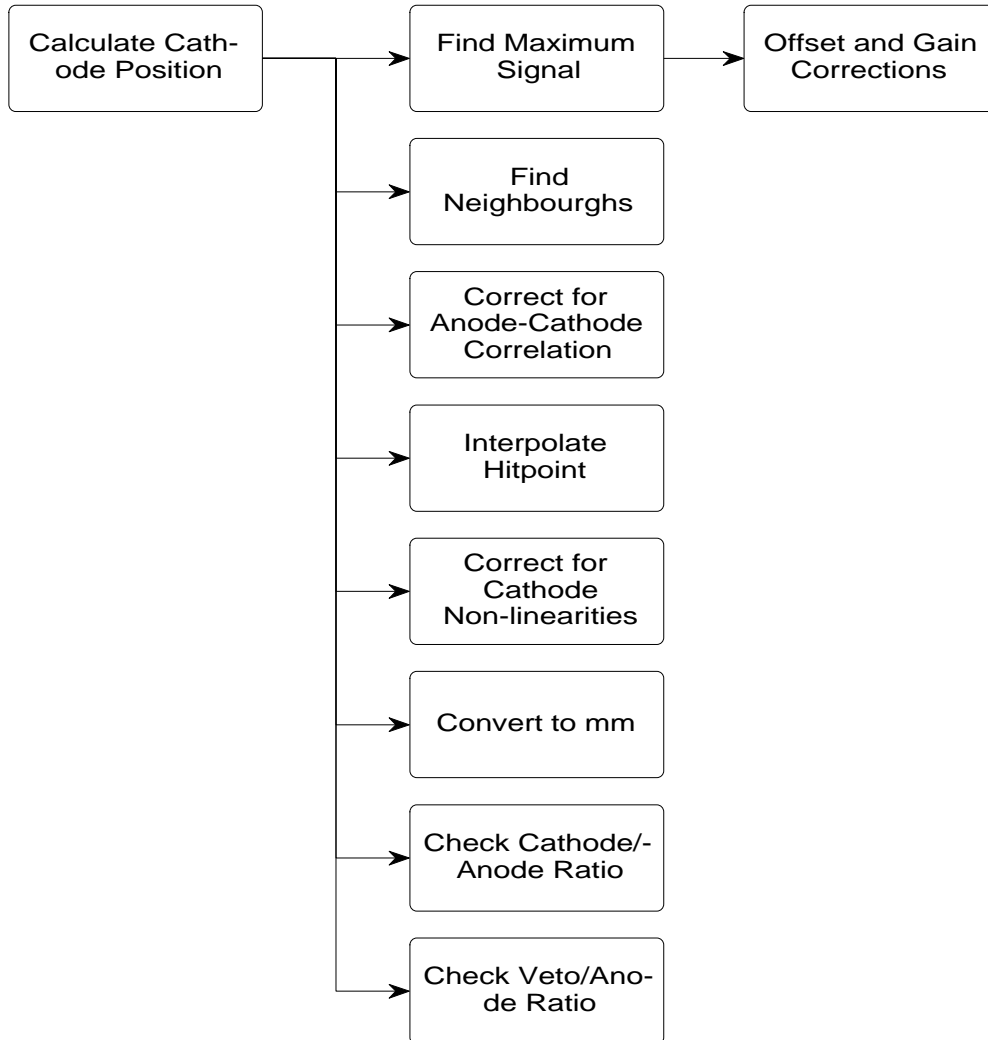 Calculate Cath-
ode Position
Find Maximum
Signal
Offset and Gain
Corrections
Find
Neighbourghs
Correct for
Anode-Cathode
Correlation
Interpolate
Hitpoint
Correct for
Cathode
Non-linearities
Convert to mm
Check Cathode/-
Anode Ratio
Check Veto/Ano-
de Ratio